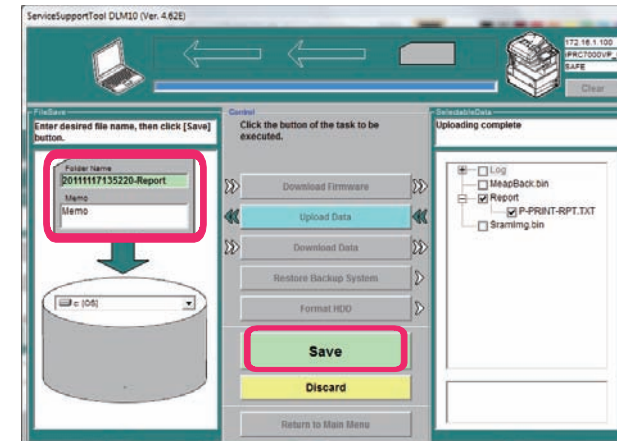 ServiceSupportTool DLM10 (Ver. 4.62E)
172.16.1.100
iPRC7000VP_
SAFE
Clear
FileSave
Enter desired file name, then click [Save]
button.
Folder Name
20111117135220-Report
Memo
Memo
c [OS]
Control
Click the button of the task to be
executed.
Download Firmware
Upload Data
Download Data
Restore Backup System
Format HDD
Save
Discard
Return to Main Menu
SelectableData
Uploading complete
Log
MeapBack.bin
Report
P-PRINT-RPT.TXT
SramImg.bin